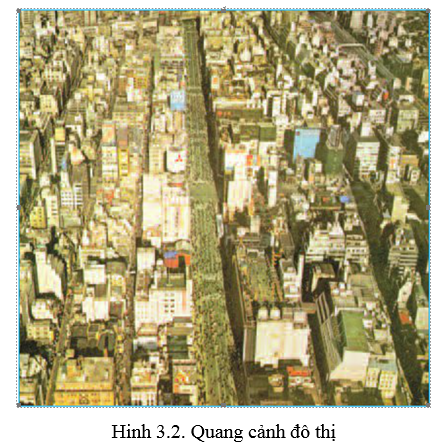 Hình 3.2. Quang cảnh đô thị